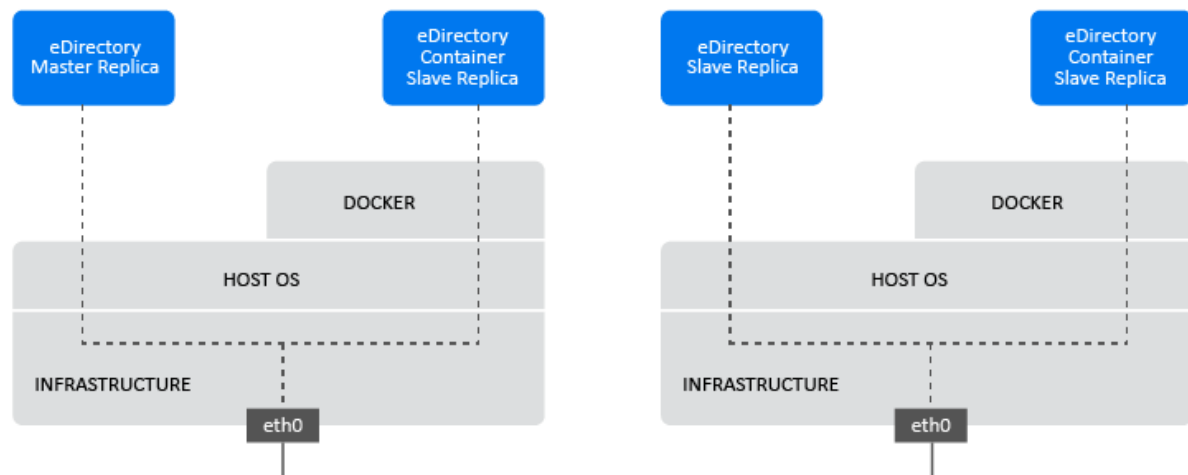 eDirectory
Master Replica
eDirectory
Container
Slave Replica
DOCKER
HOST OS
INFRASTRUCTURE
eth0
eDirectory
Slave Replica
eDirectory
Container
Slave Replica
DOCKER
HOST OS
INFRASTRUCTURE
eth0